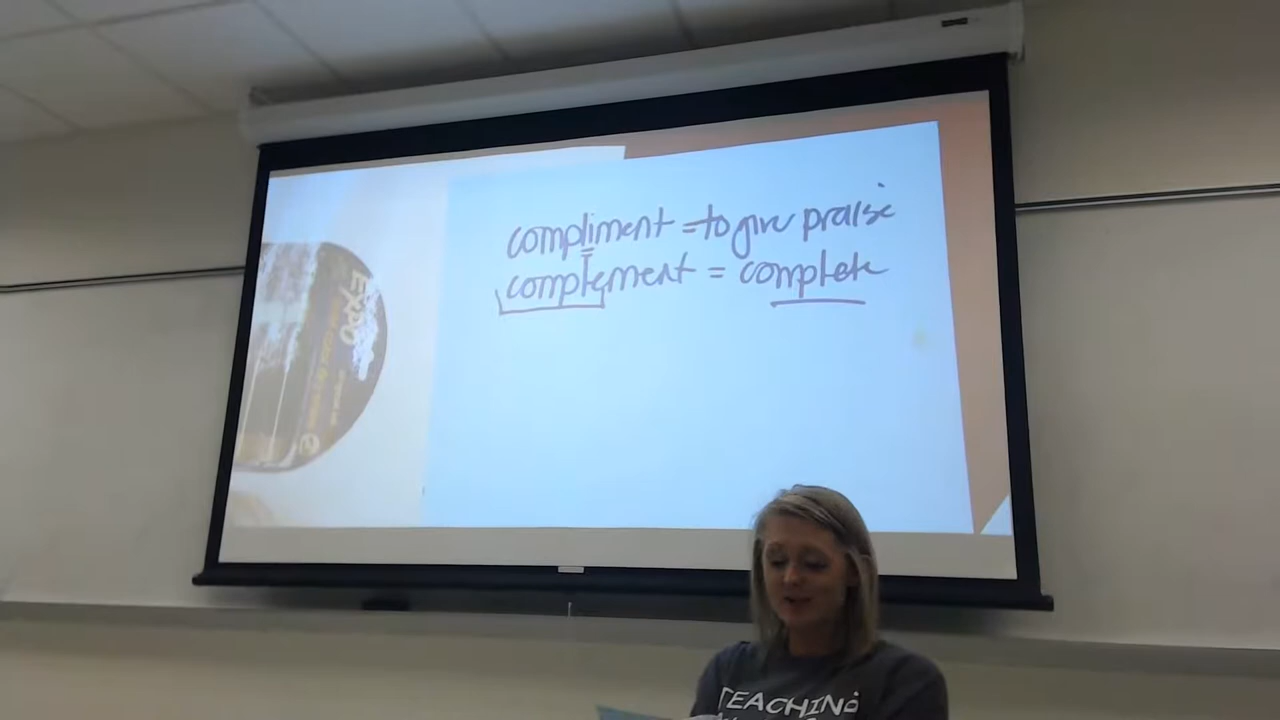 compliment = to give praise
complement = complete
EXPO
TEACHING